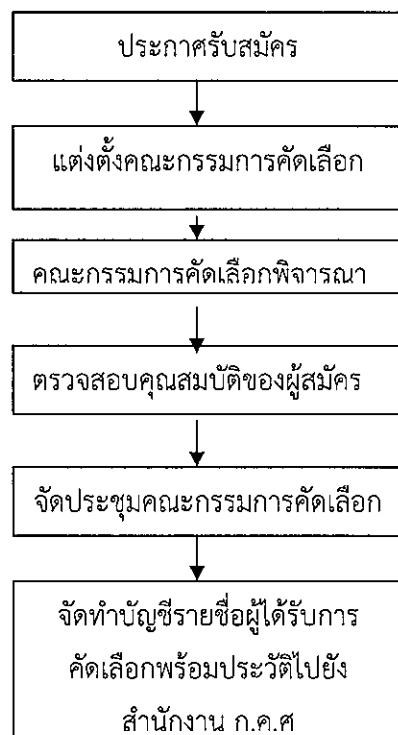 ประกาศรับสมัคร
แต่งตั้งคณะกรรมการคัดเลือก
คณะกรรมการคัดเลือกพิจารณา
ตรวจสอบคุณสมบัติของผู้สมัคร
จัดประชุมคณะกรรมการคัดเลือก
จัดทำบัญชีรายชื่อผู้ได้รับการ
คัดเลือกพร้อมประวัติไปยัง
สำนักงาน ก.ค.ศ